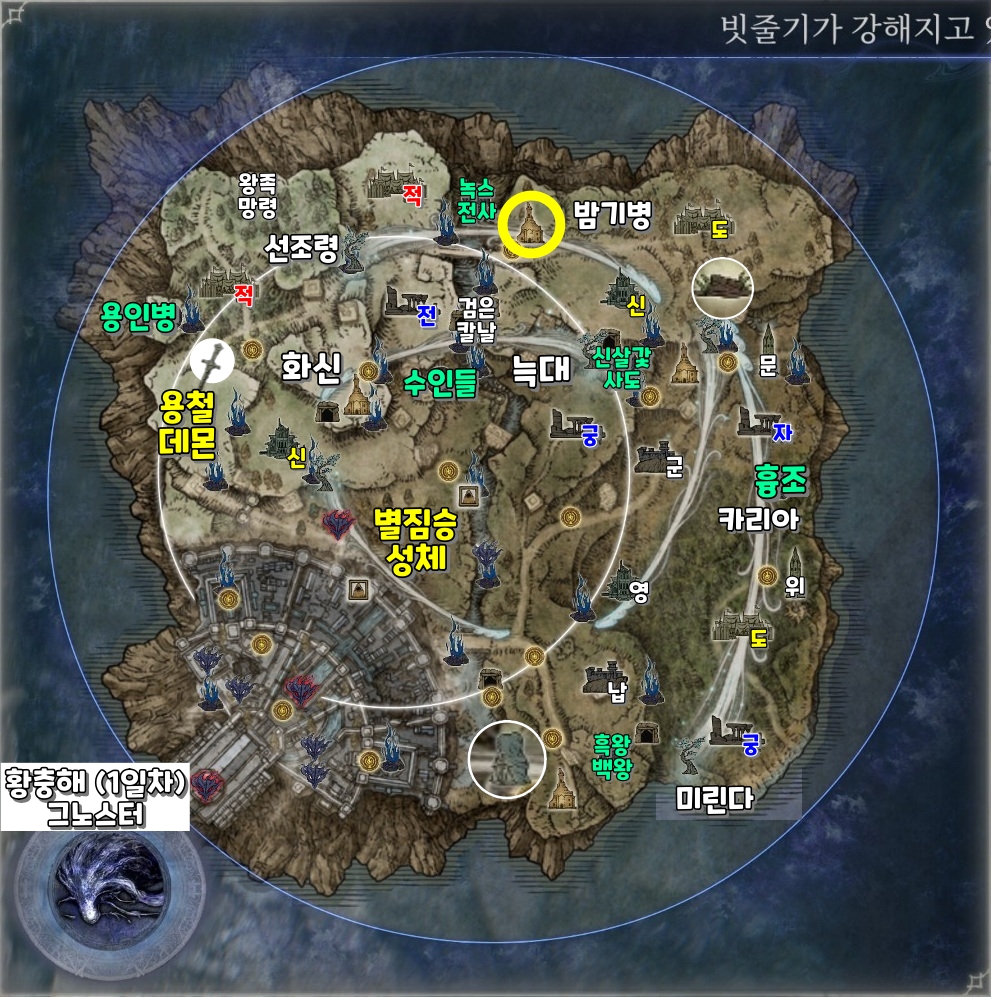 빗줄기가 강해지고
왕족
망령
적
녹스
전사
밤기병
도
선조령
적
용인병
전
검은
칼날
신
화신
수인들
늑대
신살갗
사도
문
용철
데몬
신
궁
군
자
흉조
카리아
별짐승
성체
영
위
도
납
흑왕
백왕
궁
미린다
황충해 (1일차)
그노스터